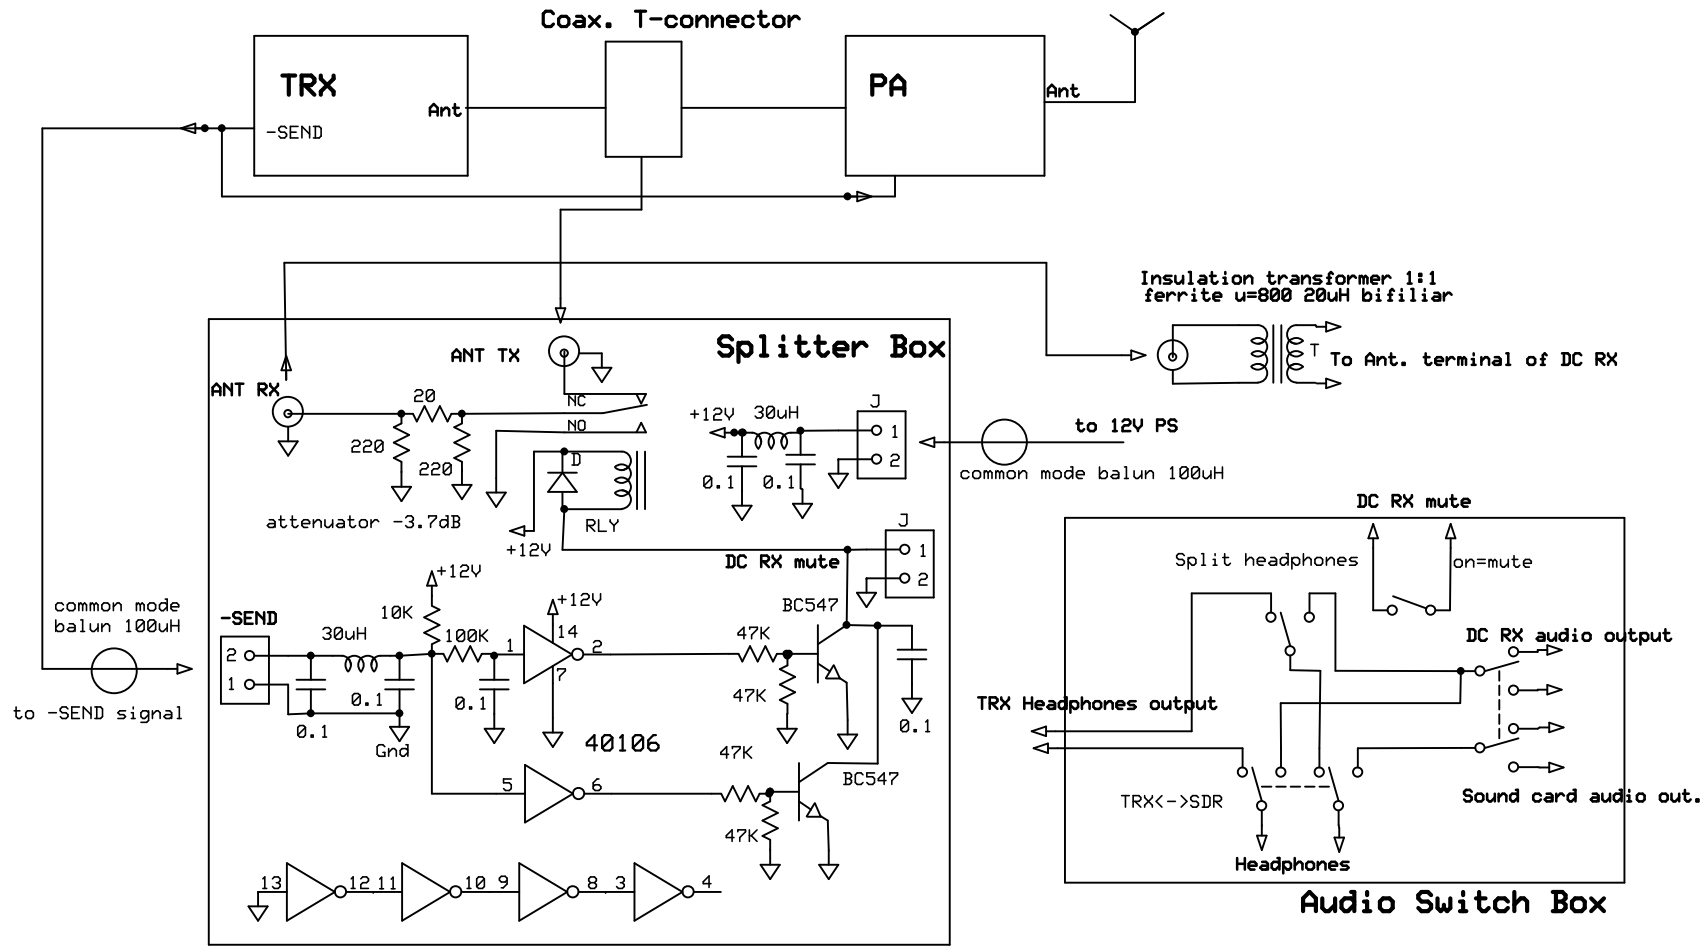 Coax. T-connector
TRX
Ant
-SEND
PA
Ant
Insulation transformer 1:1
ferrite u=800 20uH bifiliar
T
To Ant. terminal of DC RX
Splitter Box
ANT TX
ANT RX
20
220
220
attenuator -3.7dB
NC
NO
D
RLY
+12V
+12V
30uH
0.1
0.1
J
1
2
to 12V PS
common mode balun 100uH
J
1
2
DC RX mute
common mode
balun 100uH
to -SEND signal
-SEND
2
1
30uH
0.1
0.1
Gnd
+12V
10K
100K
0.1
1
+12V
14
7
2
40106
47K
47K
BC547
0.1
5
6
47K
47K
BC547
13
12
11
10
9
8
3
4
DC RX mute
Split headphones
on=mute
DC RX audio output
TRX Headphones output
TRX<->SDR
Sound card audio out.
Headphones
Audio Switch Box